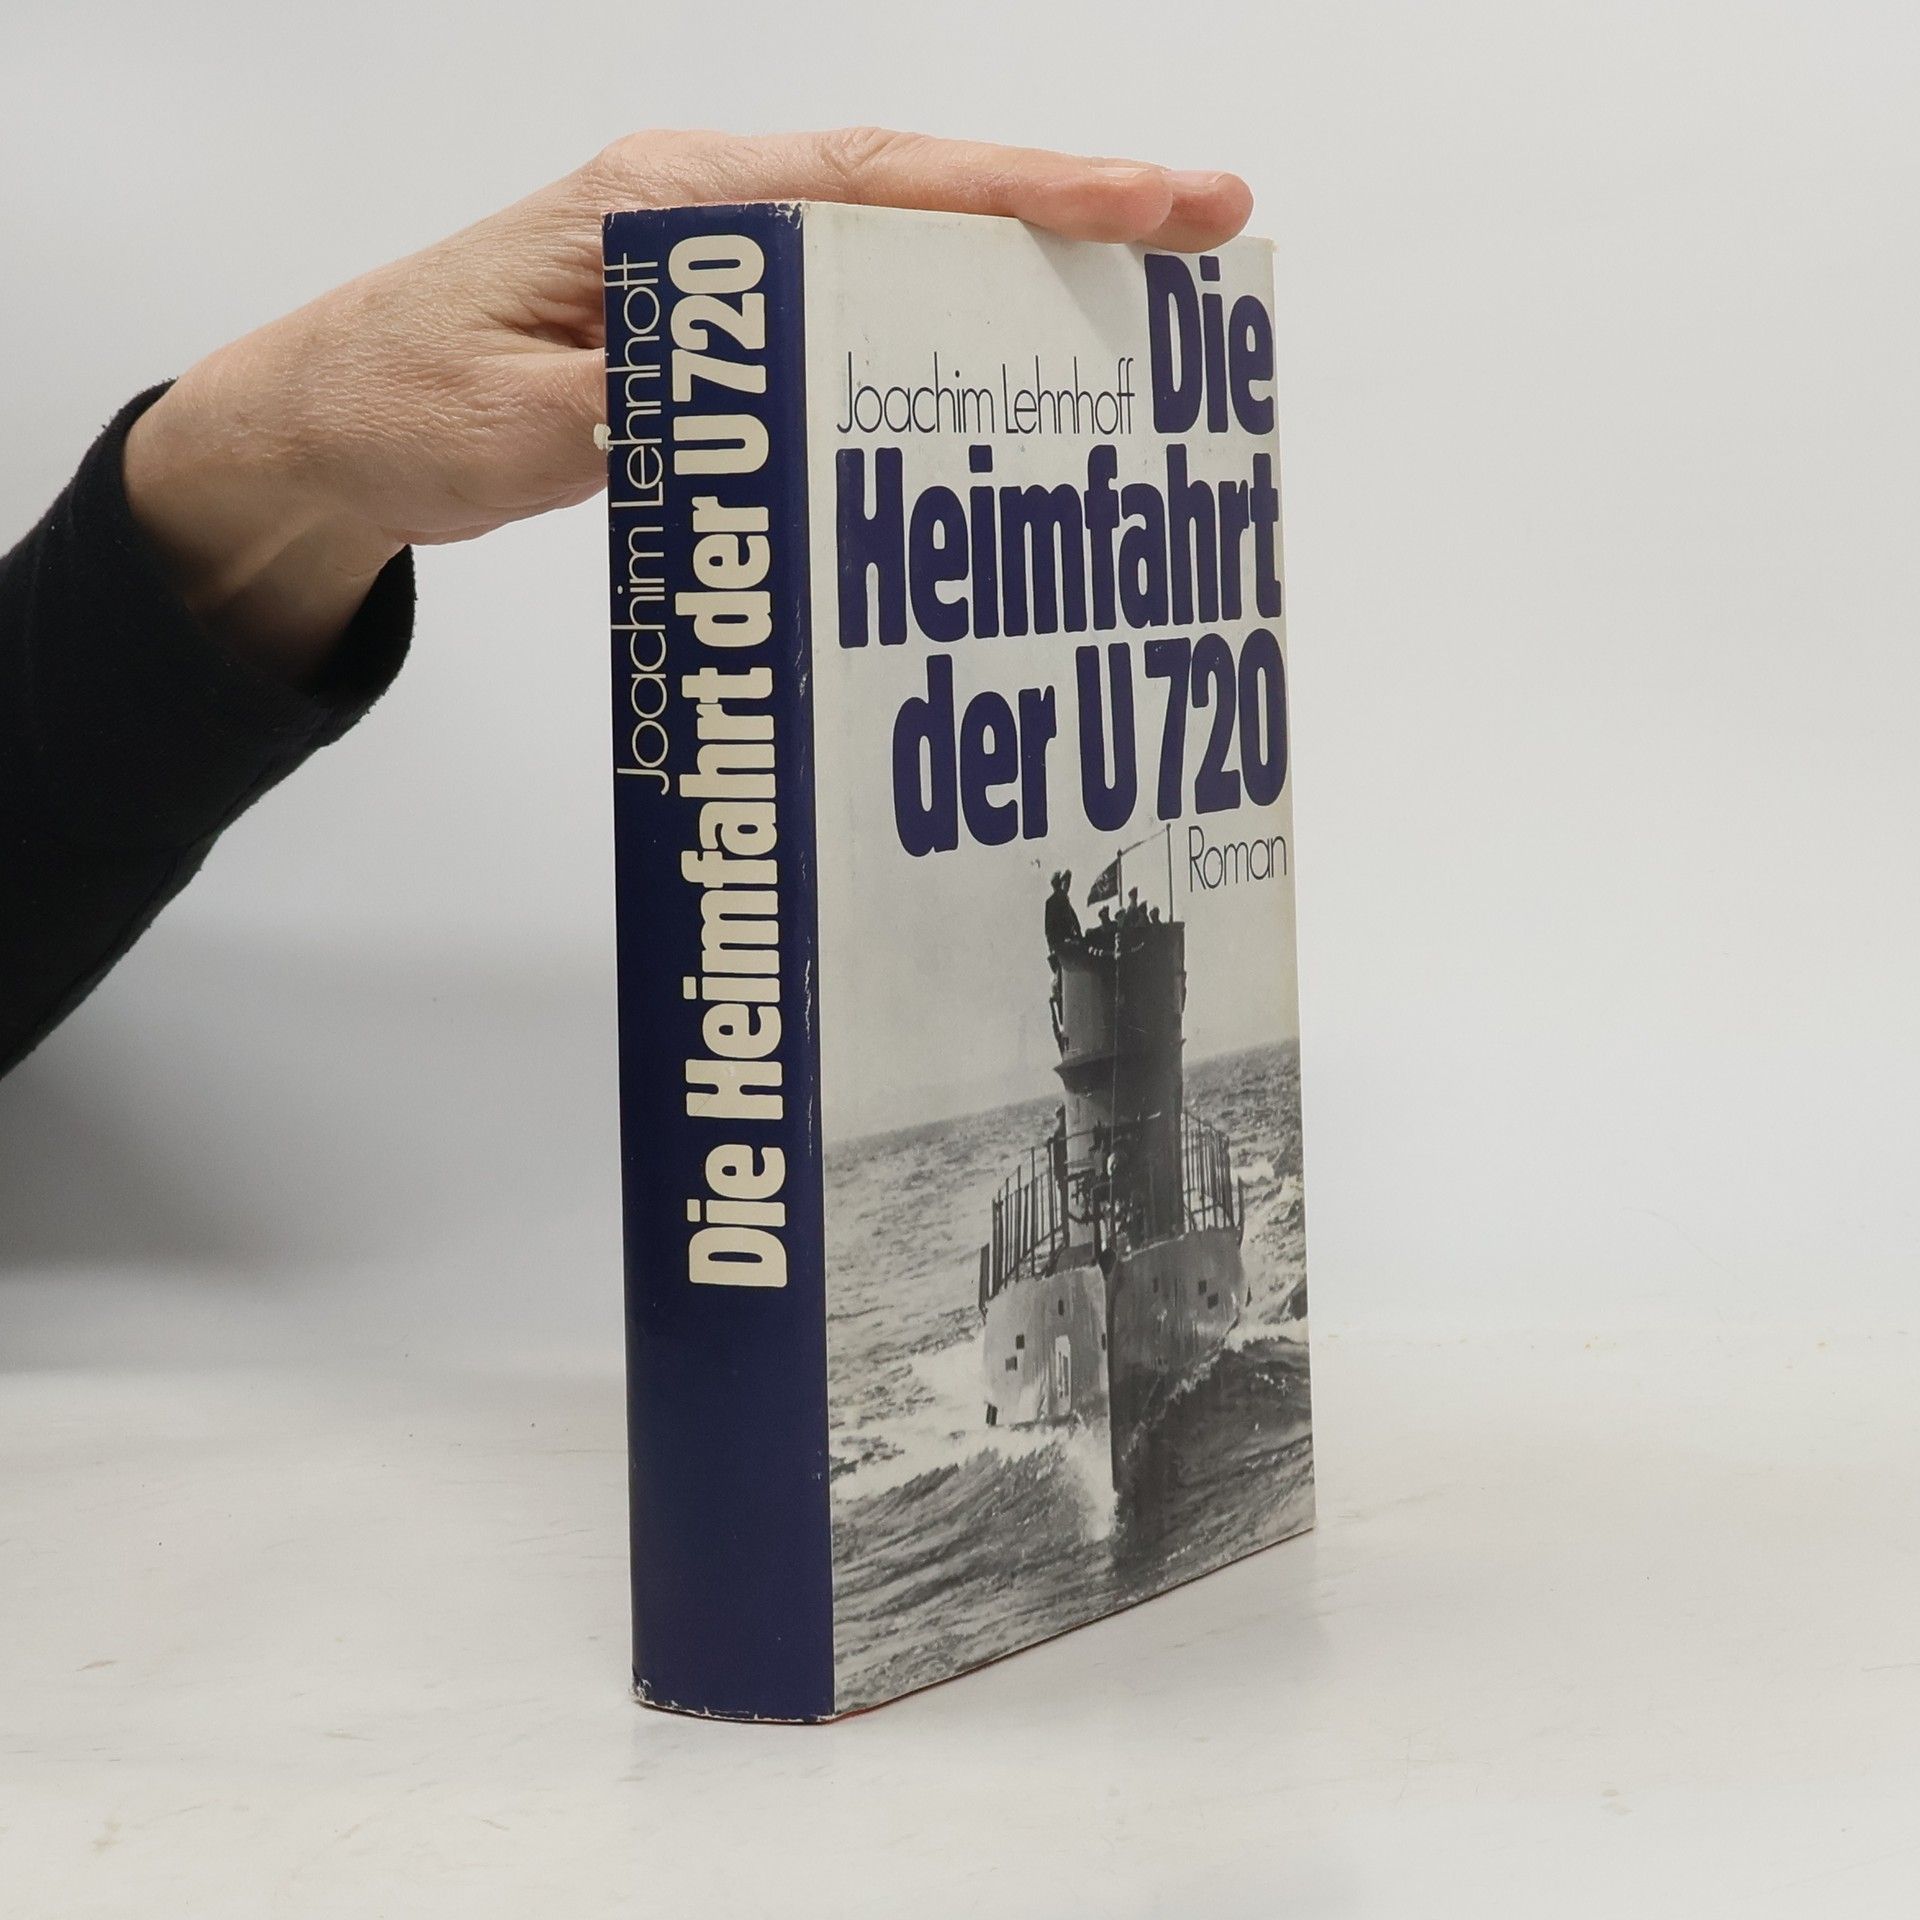 Joachim Lehnhoff
Die Heimfahrt der U 720
Joachim Lehnhoff Die
Heimfahrt
der U 720
Roman